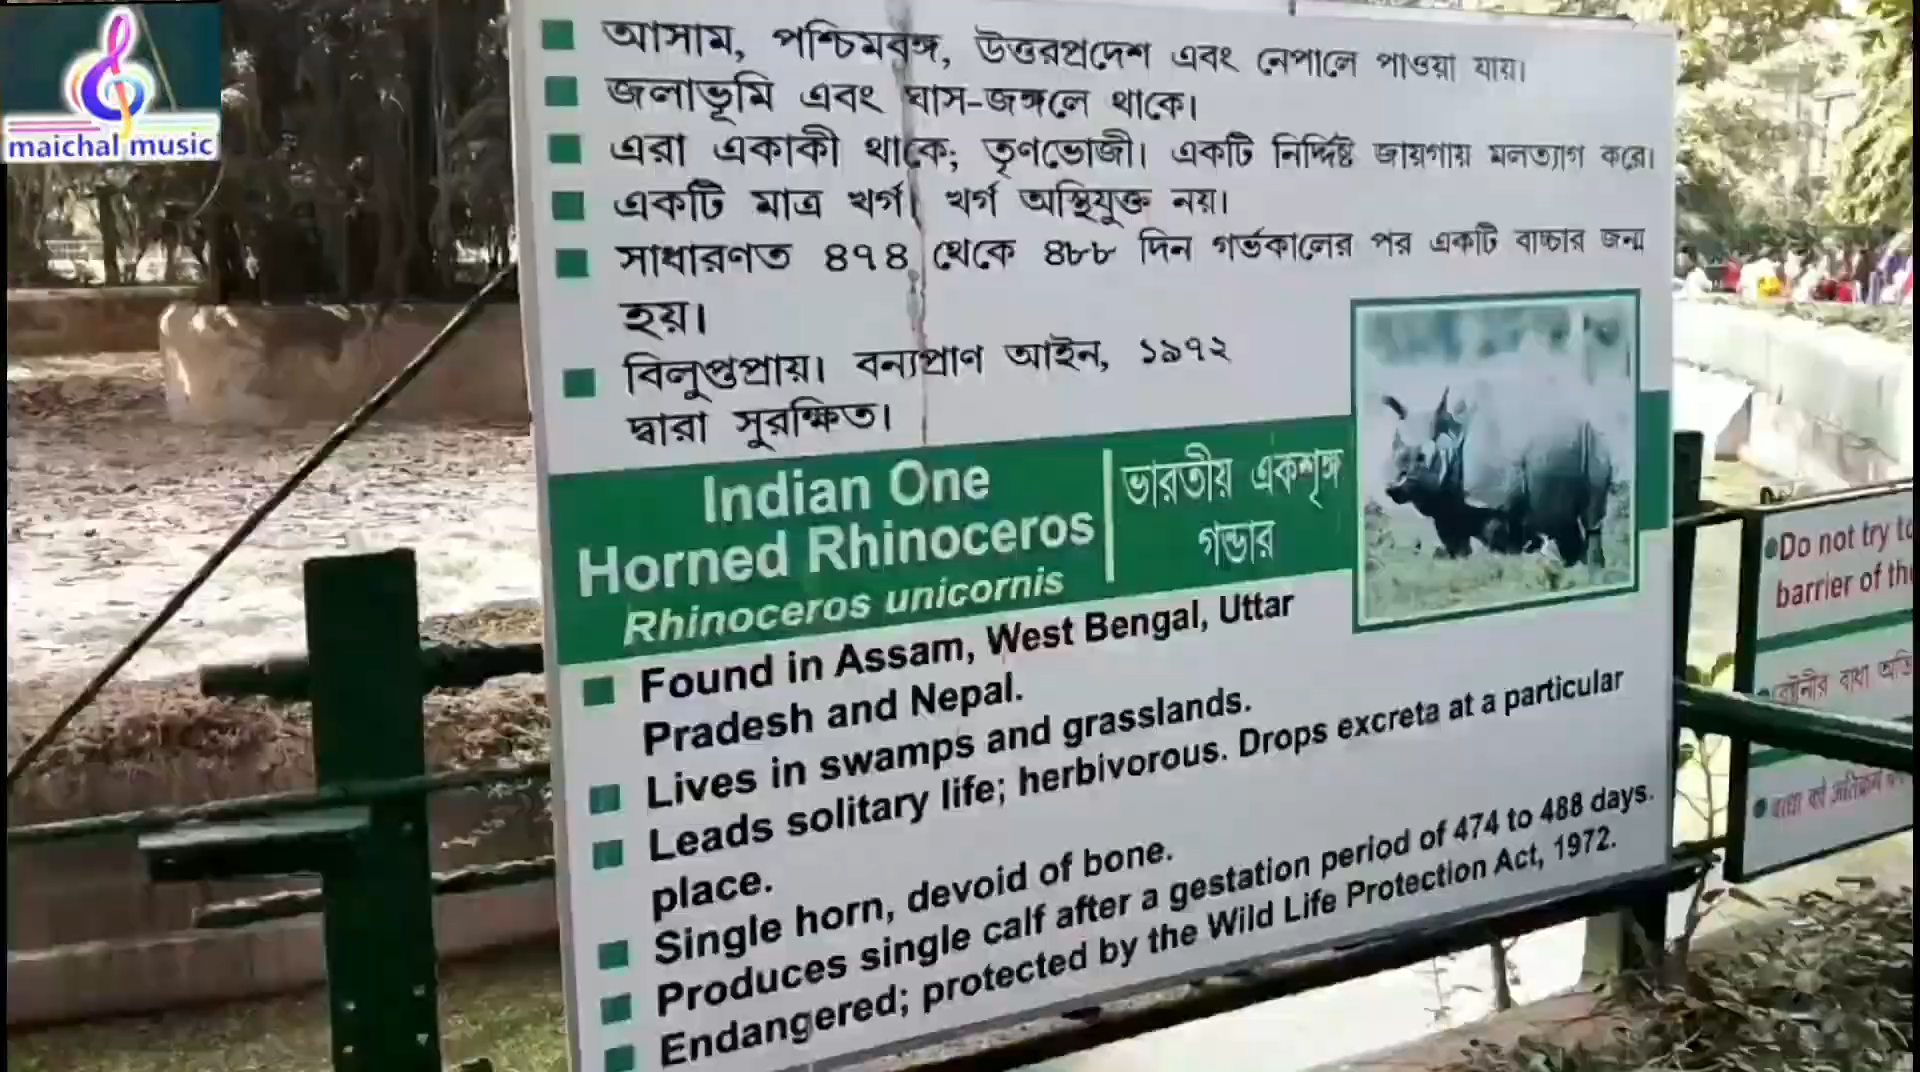 maichal music
আসাম, পশ্চিমবঙ্গ, উত্তরপ্রদেশ এবং নেপালে পাওয়া যায়।
জলাভূমি এবং ঘাস-জঙ্গলে থাকে।
এরা একাকী থাকে; তৃণভোজী। একটি নির্দ্দিষ্ট জায়গায় মলত্যাগ করে।
একটি মাত্র খর্গ। খর্গ অস্থিযুক্ত নয়।
সাধারণত ৪৭৪ থেকে ৪৮৮ দিন গর্ভকালের পর একটি বাচ্চার জন্ম
হয়।
বিলুপ্তপ্রায়। বন্যপ্রাণ আইন, ১৯৭২
দ্বারা সুরক্ষিত।
Indian One
Horned Rhinoceros
Rhinoceros unicornis
ভারতীয় একশৃঙ্গ
গন্ডার
Found in Assam, West Bengal, Uttar
Pradesh and Nepal.
Lives in swamps and grasslands.
Leads solitary life; herbivorous. Drops excreta at a particular
place.
Single horn, devoid of bone.
Produces single calf after a gestation period of 474 to 488 days.
Endangered; protected by the Wild Life Protection Act, 1972.
Do not try to
barrier of the